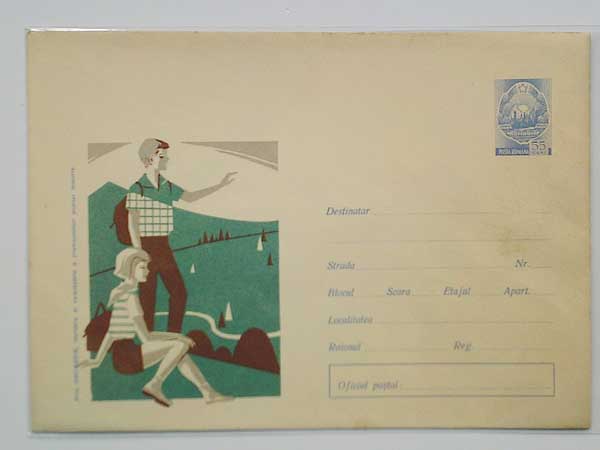 POSTA ROMANA
55
BANI
Destinatar
Strada Nr.
Blocul Scara Etajul Apart.
Localitatea
Raionul Reg.
Oficiul poștal